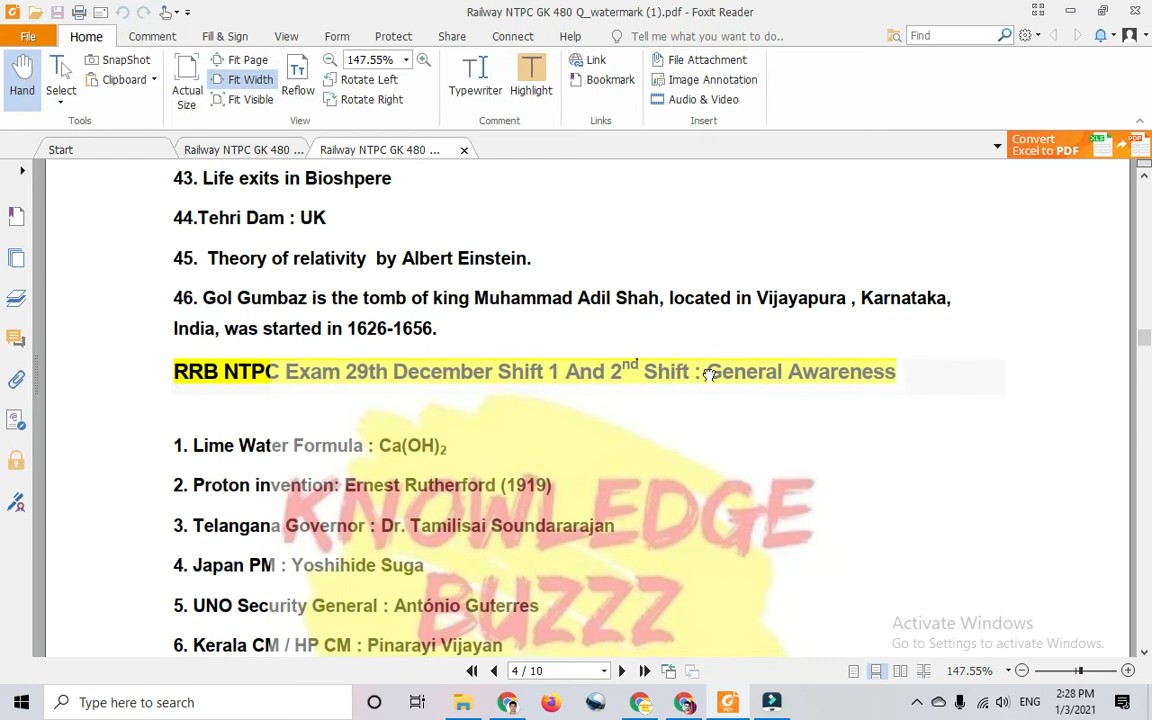 Railway NTPC GK 480 Q_watermark (1).pdf - Foxit Reader
File Home Comment Fill & Sign View Form Protect Share Connect Help Tell me what you want to do.. Find
Hand
Select
SnapShot
Clipboard
Tools
Actual Size
Fit Page
Fit Width
Fit Visible
Reflow
147.55%
Rotate Left
Rotate Right
View
Typewriter
Highlight
Comment
Link
Bookmark
Links
File Attachment
Image Annotation
Audio & Video
Insert
Start
Railway NTPC GK 480 ...
Railway NTPC GK 480 ...
Convert
Excel to PDF
43. Life exits in Bioshpere
44.Tehri Dam : UK
45. Theory of relativity by Albert Einstein.
46. Gol Gumbaz is the tomb of king Muhammad Adil Shah, located in Vijayapura , Karnataka,
India, was started in 1626-1656.
RRB NTPC Exam 29th December Shift 1 And 2nd Shift : General Awareness
1. Lime Water Formula : Ca(OH)₂
2. Proton invention: Ernest Rutherford (1919)
3. Telangana Governor : Dr. Tamilisai Soundararajan
4. Japan PM : Yoshihide Suga
5. UNO Security General : António Guterres
6. Kerala CM / HP CM : Pinarayi Vijayan
KNOWLEDGE
BUZZZ
Activate Windows
Go to Settings to activate Windows.
4 / 10
147.55%
Type here to search
ENG
2:28 PM
1/3/2021